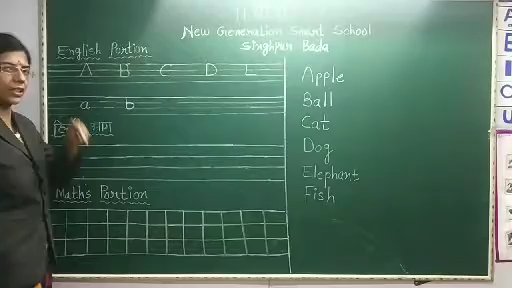 New Generation Smart School
Singhpur Bada
English Portion
A B C D E
a – b
भाग
Maths Portion
Apple
Ball
Cat
Dog
Elephant
Fish
A
E
I
O
U